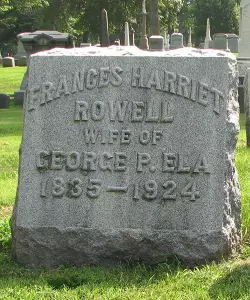 FRANCES HARRIET
ROWELL
WIFE OF
GEORGE P. ELA
1835—1924